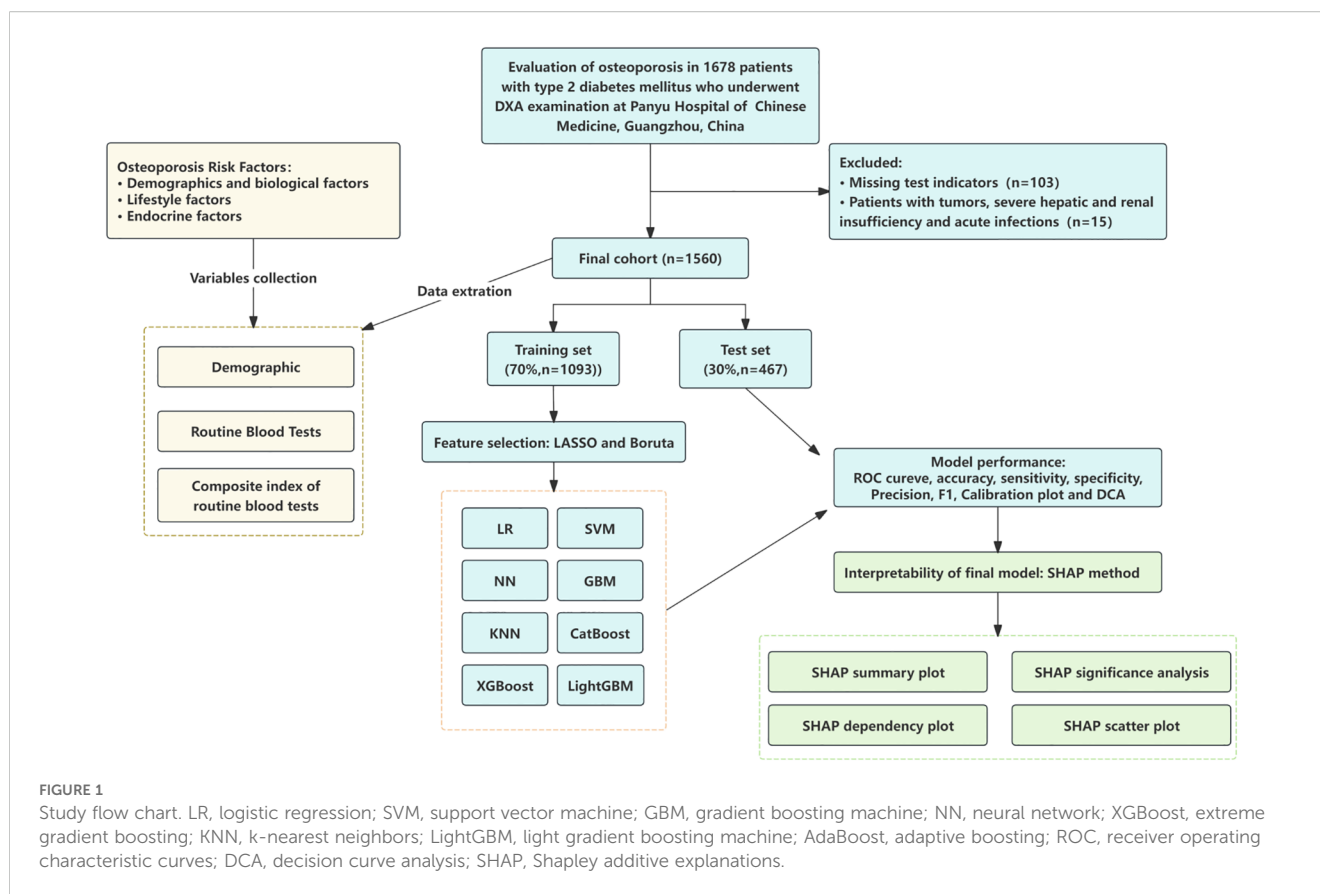 Evaluation of osteoporosis in 1678 patients
with type 2 diabetes mellitus who underwent
DXA examination at Panyu Hospital of Chinese
Medicine, Guangzhou, China
Osteoporosis Risk Factors:
• Demographics and biological factors
• Lifestyle factors
• Endocrine factors
Excluded:
• Missing test indicators (n=103)
• Patients with tumors, severe hepatic and renal
insufficiency and acute infections (n=15)
Variables collection
Final cohort (n=1560)
Data extration
Demographic
Routine Blood Tests
Composite index of
routine blood tests
Training set
(70%,n=1093))
Test set
(30%,n=467)
Feature selection: LASSO and Boruta
LR
SVM
NN
GBM
KNN
CatBoost
XGBoost
LightGBM
Model performance:
ROC cureve, accuracy, sensitivity, specificity,
Precision, F1, Calibration plot and DCA
Interpretability of final model: SHAP method
SHAP summary plot
SHAP significance analysis
SHAP dependency plot
SHAP scatter plot
FIGURE 1
Study flow chart. LR, logistic regression; SVM, support vector machine; GBM, gradient boosting machine; NN, neural network; XGBoost, extreme
gradient boosting; KNN, k-nearest neighbors; LightGBM, light gradient boosting machine; AdaBoost, adaptive boosting; ROC, receiver operating
characteristic curves; DCA, decision curve analysis; SHAP, Shapley additive explanations.